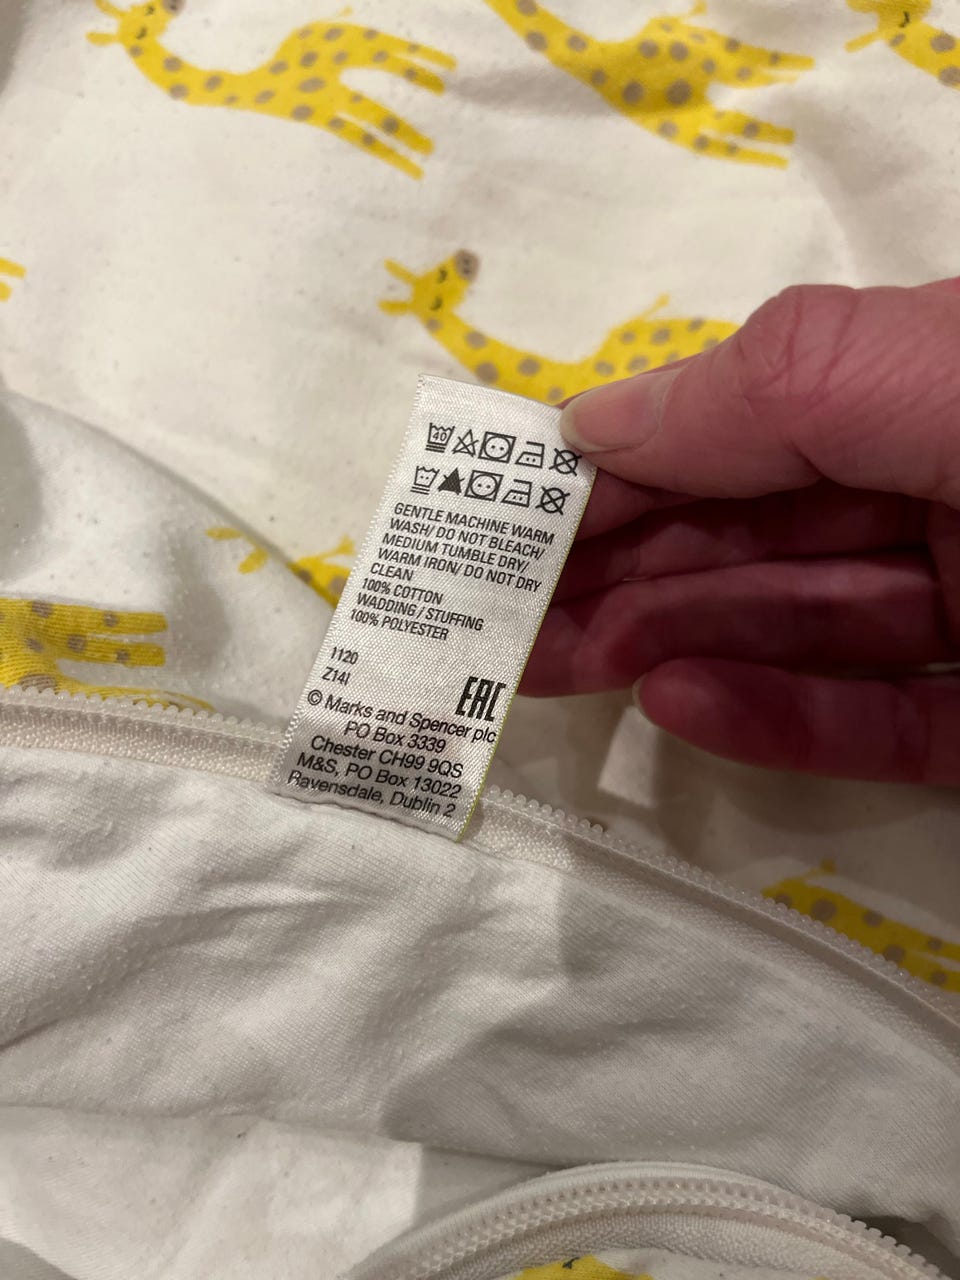 40
GENTLE MACHINE WARM
WASH/ DO NOT BLEACH/
MEDIUM TUMBLE DRY/
WARM IRON/ DO NOT DRY
CLEAN
100% COTTON
WADDING / STUFFING
100% POLYESTER
1120
Z14I
EAC
© Marks and Spencer plc
PO Box 3339
Chester CH99 9QS
M&S, PO Box 13022
Ravensdale, Dublin 2